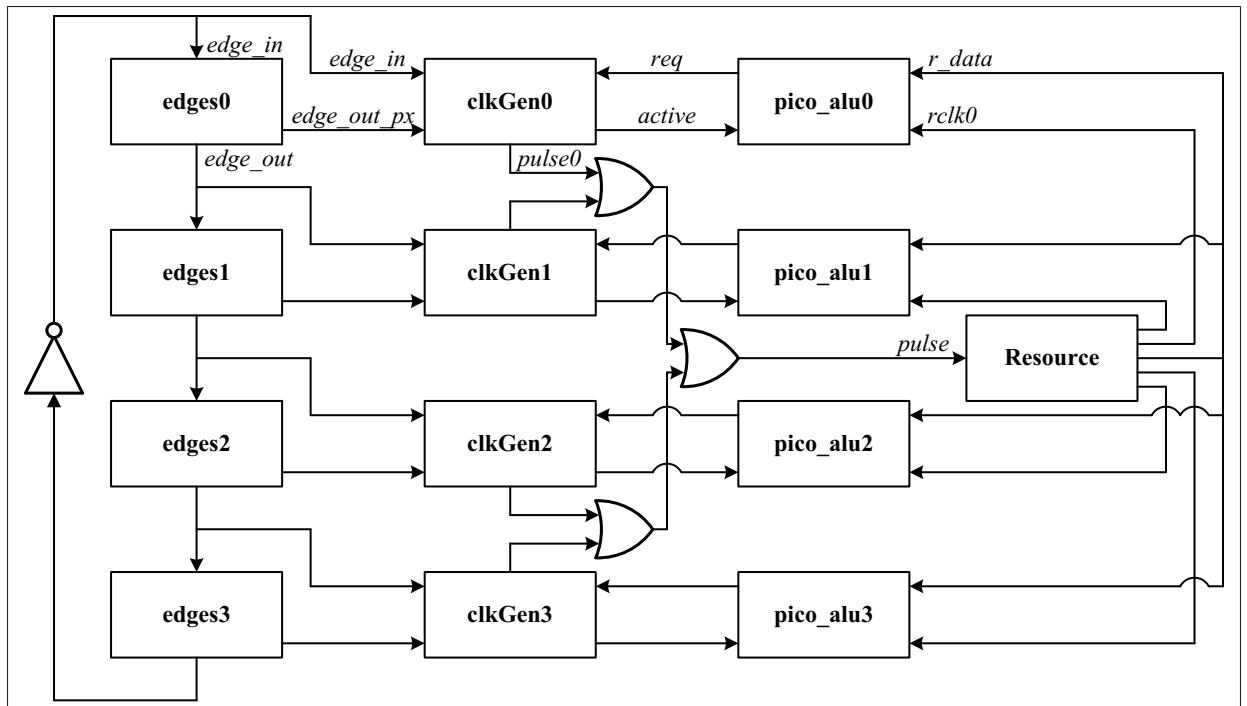 edge_in
edges0
edge_in
clkGen0
req
pico_alu0
r_data
edge_out_px
active
rclk0
edge_out
pulse0
edges1
clkGen1
pico_alu1
pulse
Resource
edges2
clkGen2
pico_alu2
edges3
clkGen3
pico_alu3